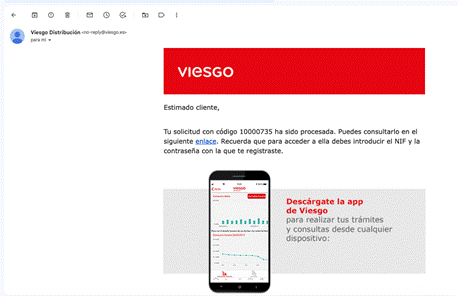 Viesgo Distribución <no-reply@viesgo.es>
para mí
viesgo
Estimado cliente,
Tu solicitud con código 10000735 ha sido procesada. Puedes consultarlo en el
siguiente enlace. Recuerda que para acceder a ella debes introducir el NIF y la
contraseña con la que te registraste.
viesgo
Descárgate la app
de Viesgo
para realizar tus trámites
y consultas desde cualquier
dispositivo: